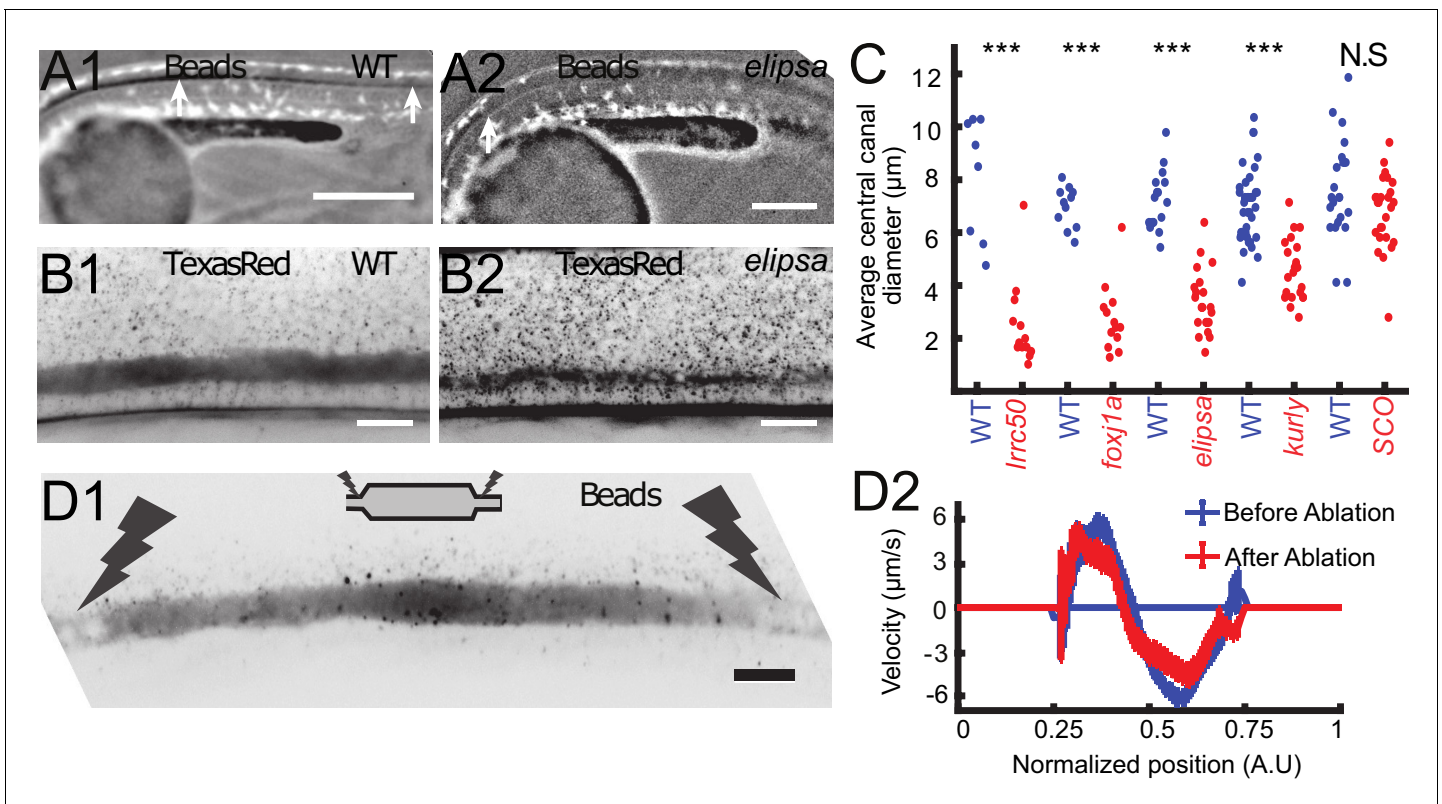 A1 Beads WT
A2 Beads elipsa
B1 TexasRed WT
B2 TexasRed elipsa
C
*** *** *** *** N.S
Average central canal
diameter (µm)
12
10
8
6
4
2
WT lrrc50 WT foxj1a WT elipsa WT kurly WT SCO
D1 Beads
D2
Before Ablation
After Ablation
Velocity (µm/s)
6
3
0
-3
-6
0 0.25 0.5 0.75 1
Normalized position (A.U)